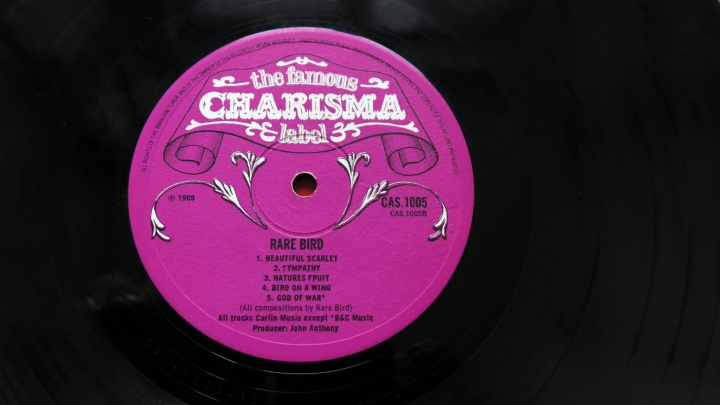 the famous
CHARISMA
label
℗ 1969
CAS.1005
CAS.1005B
RARE BIRD
1. BEAUTIFUL SCARLET
2. SYMPATHY
3. NATURES FRUIT
4. BIRD ON A WING
5. GOD OF WAR*
(All compositions by Rare Bird)
All tracks Carlin Music except *B&C Music
Producer: John Anthony